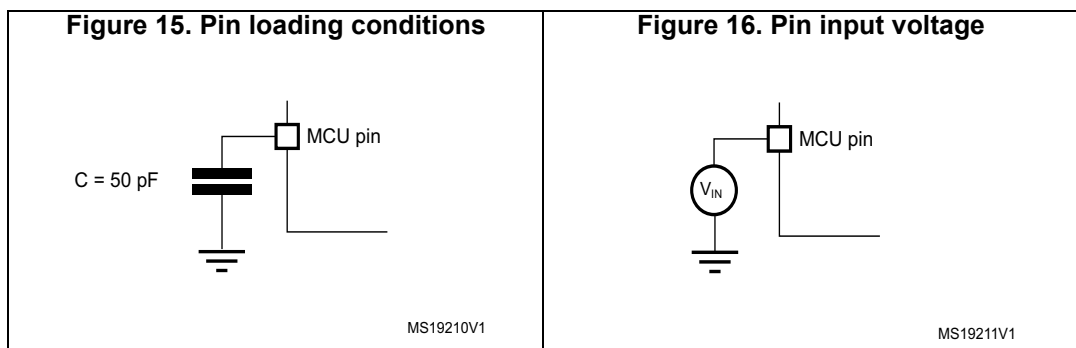 Figure 15. Pin loading conditions
MCU pin
C = 50 pF
MS19210V1
Figure 16. Pin input voltage
MCU pin
VIN
MS19211V1